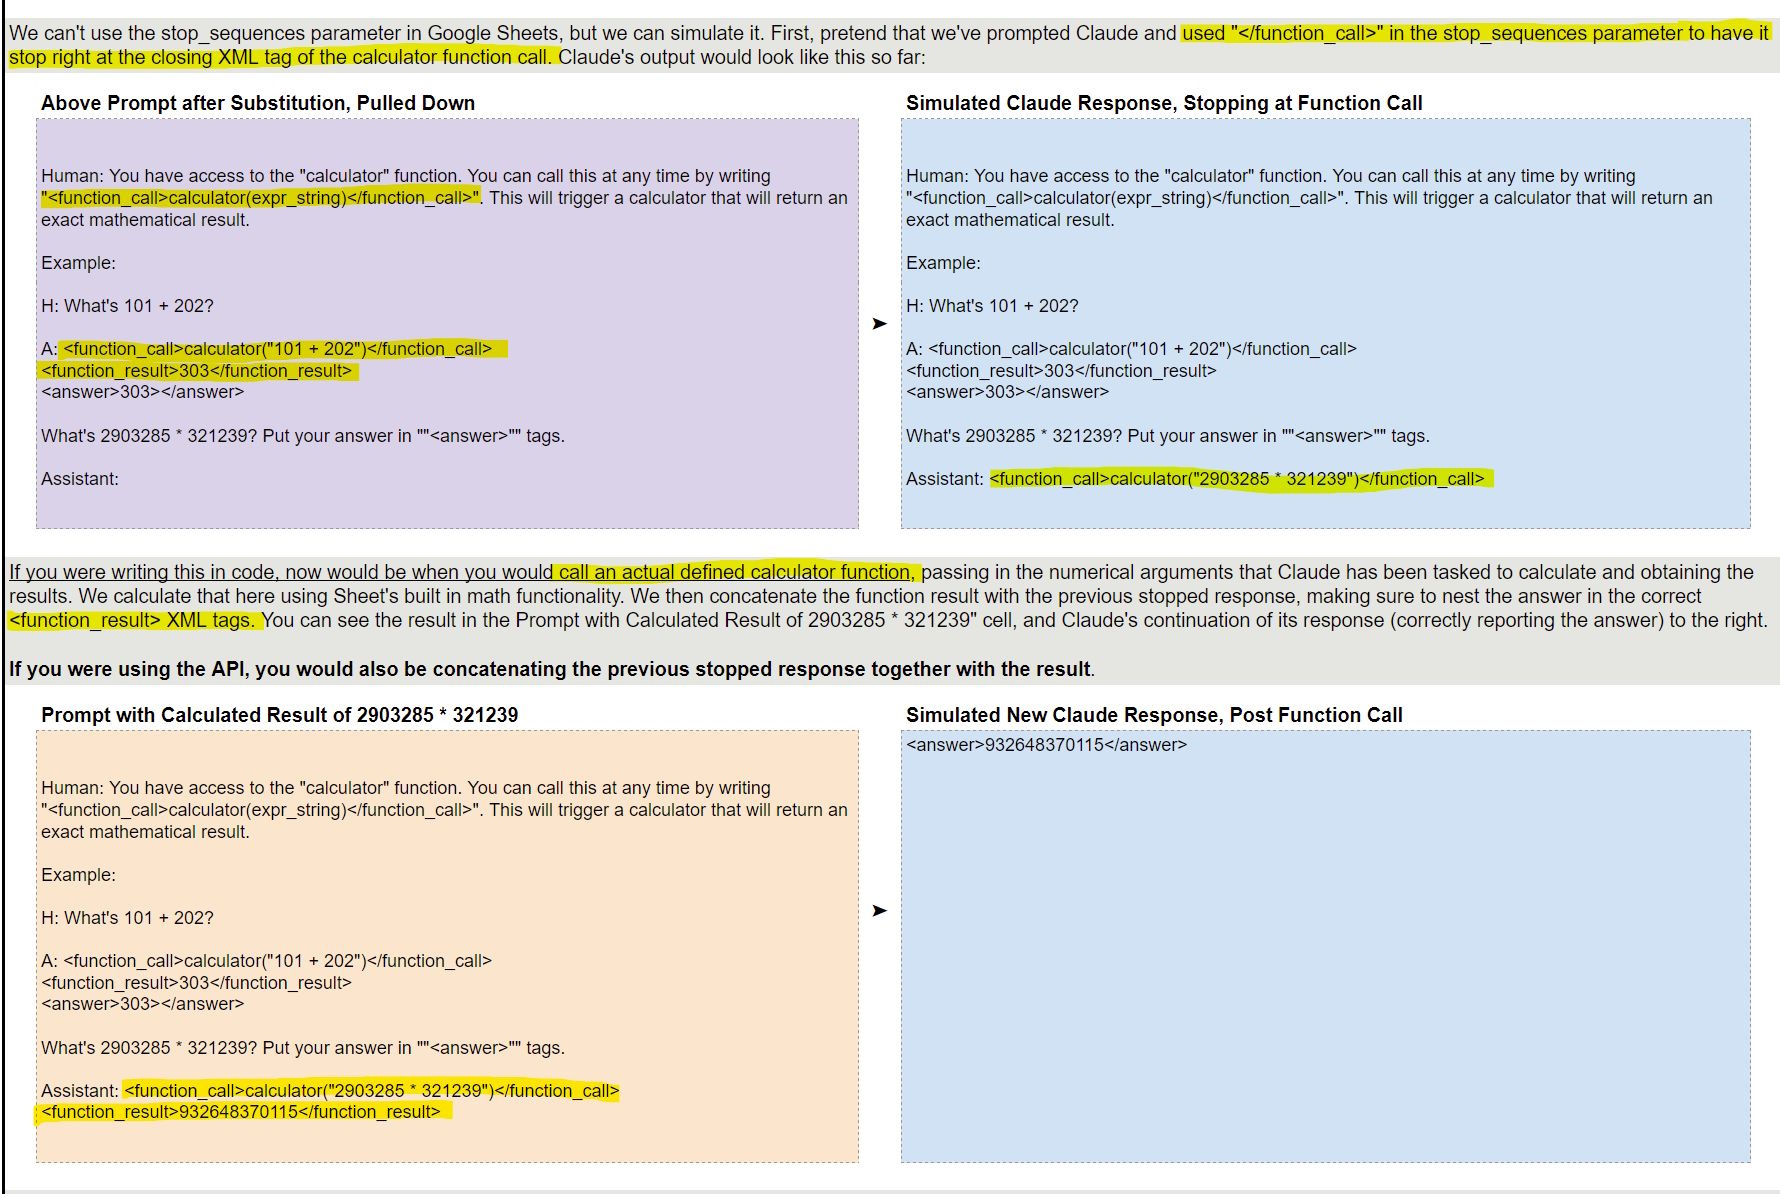 We can't use the stop_sequences parameter in Google Sheets, but we can simulate it. First, pretend that we've prompted Claude and used "</function_call>" in the stop_sequences parameter to have it
stop right at the closing XML tag of the calculator function call. Claude's output would look like this so far:
Above Prompt after Substitution, Pulled Down
Human: You have access to the "calculator" function. You can call this at any time by writing
"<function_call>calculator(expr_string)</function_call>". This will trigger a calculator that will return an
exact mathematical result.
Example:
H: What's 101 + 202?
A: <function_call>calculator("101 + 202")</function_call>
<function_result>303</function_result>
<answer>303></answer>
What's 2903285 * 321239? Put your answer in ""<answer>"" tags.
Assistant:
➤
Simulated Claude Response, Stopping at Function Call
Human: You have access to the "calculator" function. You can call this at any time by writing
"<function_call>calculator(expr_string)</function_call>". This will trigger a calculator that will return an
exact mathematical result.
Example:
H: What's 101 + 202?
A: <function_call>calculator("101 + 202")</function_call>
<function_result>303</function_result>
<answer>303></answer>
What's 2903285 * 321239? Put your answer in ""<answer>"" tags.
Assistant: <function_call>calculator("2903285 * 321239")</function_call>
If you were writing this in code, now would be when you would call an actual defined calculator function, passing in the numerical arguments that Claude has been tasked to calculate and obtaining the
results. We calculate that here using Sheet's built in math functionality. We then concatenate the function result with the previous stopped response, making sure to nest the answer in the correct
<function_result> XML tags. You can see the result in the Prompt with Calculated Result of 2903285 * 321239" cell, and Claude's continuation of its response (correctly reporting the answer) to the right.
If you were using the API, you would also be concatenating the previous stopped response together with the result.
Prompt with Calculated Result of 2903285 * 321239
Human: You have access to the "calculator" function. You can call this at any time by writing
"<function_call>calculator(expr_string)</function_call>". This will trigger a calculator that will return an
exact mathematical result.
Example:
H: What's 101 + 202?
A: <function_call>calculator("101 + 202")</function_call>
<function_result>303</function_result>
<answer>303></answer>
What's 2903285 * 321239? Put your answer in ""<answer>"" tags.
Assistant: <function_call>calculator("2903285 * 321239")</function_call>
<function_result>932648370115</function_result>
➤
Simulated New Claude Response, Post Function Call
<answer>932648370115</answer>